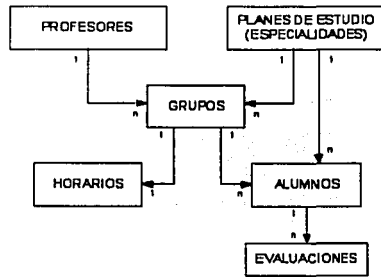 PROFESORES
PLANES DE ESTUDIO
(ESPECIALIDADES)
1
1
1
GRUPOS
n
n
1
1
n
HORARIOS
1
n
ALUMNOS
1
n
EVALUACIONES